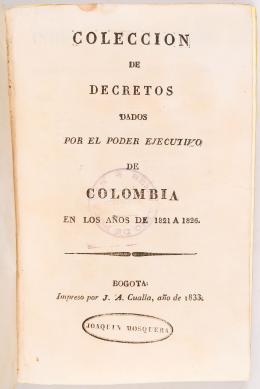 COLECCION
DE
DECRETOS
DADOS
POR EL PODER EJECUTIVO
DE
COLOMBIA
EN LOS AÑOS DE 1821 A 1826.
BOGOTA:
Impreso por J. A. Cualla, año de 1833.
JOAQUIN MOSQUERA